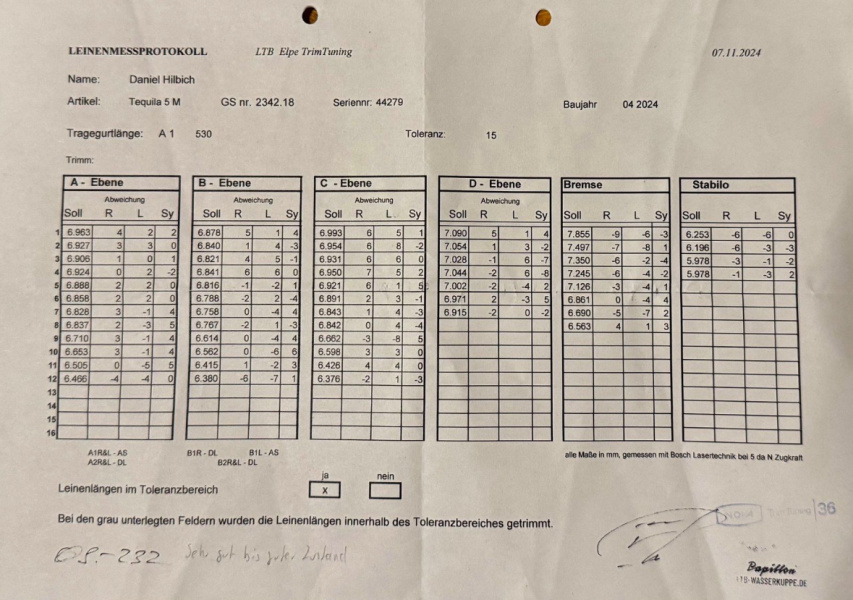 LEINENMESSPROTOKOLL LTB Elpe TrimTuning 07.11.2024
Name: Daniel Hilbich
Artikel: Tequila 5 M GS nr. 2342.18 Seriennr: 44279 Baujahr 04 2024
Tragegurtlänge: A 1 530 Toleranz: 15
Trimm:
A - Ebene B - Ebene C - Ebene D - Ebene Bremse Stabilo
Abweichung Abweichung Abweichung Abweichung
Soll R L Sy Soll R L Sy Soll R L Sy Soll R L Sy Soll R L Sy Soll R L Sy
1 6.963 4 2 2 6.878 5 1 4 6.993 6 5 1 7.090 5 1 4 7.855 -9 -6 -3 6.253 -6 -6 0
2 6.927 3 3 0 6.840 1 4 -3 6.954 6 8 -2 7.054 1 3 -2 7.497 -7 -8 1 6.196 -6 -3 -3
3 6.906 1 0 1 6.821 4 5 -1 6.931 6 6 0 7.028 -1 6 -7 7.350 -6 -2 -4 5.978 -3 -1 -2
4 6.924 0 2 -2 6.841 6 6 0 6.950 7 5 2 7.044 -2 6 -8 7.245 -6 -4 -2 5.978 -1 -3 2
5 6.888 2 2 0 6.816 -1 -2 1 6.921 6 1 5 7.002 -2 -4 2 7.126 -3 -4 1
6 6.858 2 2 0 6.788 -2 2 -4 6.891 2 3 -1 6.971 2 -3 5 6.861 0 -4 4
7 6.828 3 -1 4 6.758 0 -4 4 6.843 1 4 -3 6.915 -2 0 -2 6.690 -5 -7 2
8 6.837 2 -3 5 6.767 -2 1 -3 6.842 0 4 -4 6.563 4 1 3
9 6.710 3 -1 4 6.614 0 -4 4 6.662 -3 -8 5
10 6.653 3 -1 4 6.562 0 -6 6 6.598 3 3 0
11 6.505 0 -5 5 6.415 1 -2 3 6.426 4 4 0
12 6.466 -4 -4 0 6.380 -6 -7 1 6.376 -2 1 -3
13
14
15
16
A1R&L - AS B1R - DL B1L - AS
A2R&L - DL B2R&L - DL
alle Maße in mm, gemessen mit Bosch Lasertechnik bei 5 da N Zugkraft
ja nein
Leinenlängen im Toleranzbereich x
Bei den grau unterlegten Feldern wurden die Leinenlängen innerhalb des Toleranzbereiches getrimmt.
Sehr gut bis guter Zustand
36
Papillon
LTB-WASSERKUPPE.DE